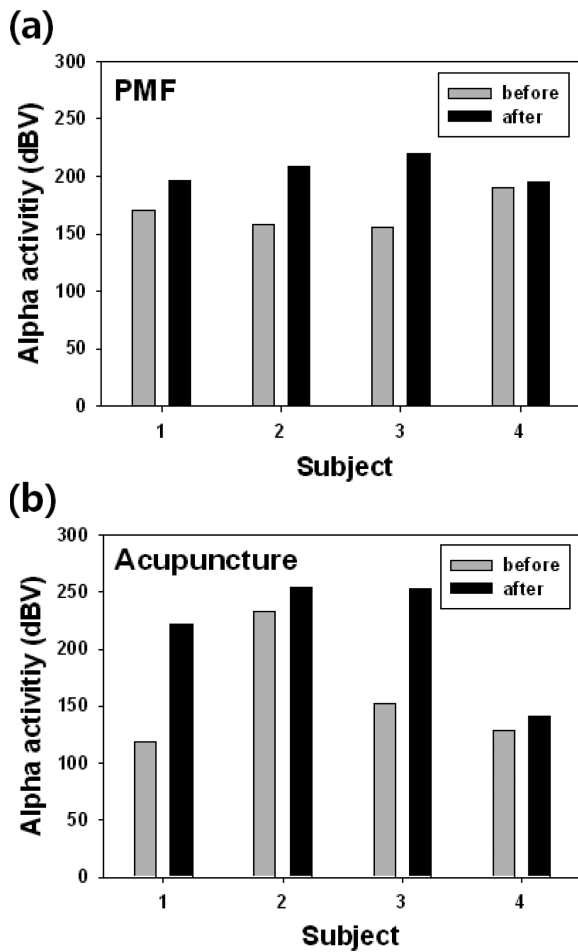 (a)
300
PMF
before
after
250
200
150
100
50
0
Alpha activitiy (dBV)
1 2 3 4
Subject
(b)
300
Acupuncture
before
after
250
200
150
100
50
0
Alpha activitiy (dBV)
1 2 3 4
Subject